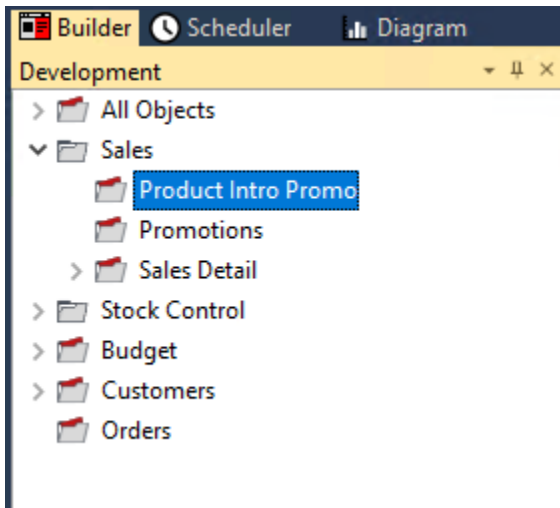 Builder Scheduler Diagram
Development
All Objects
Sales
Product Intro Promo
Promotions
Sales Detail
Stock Control
Budget
Customers
Orders